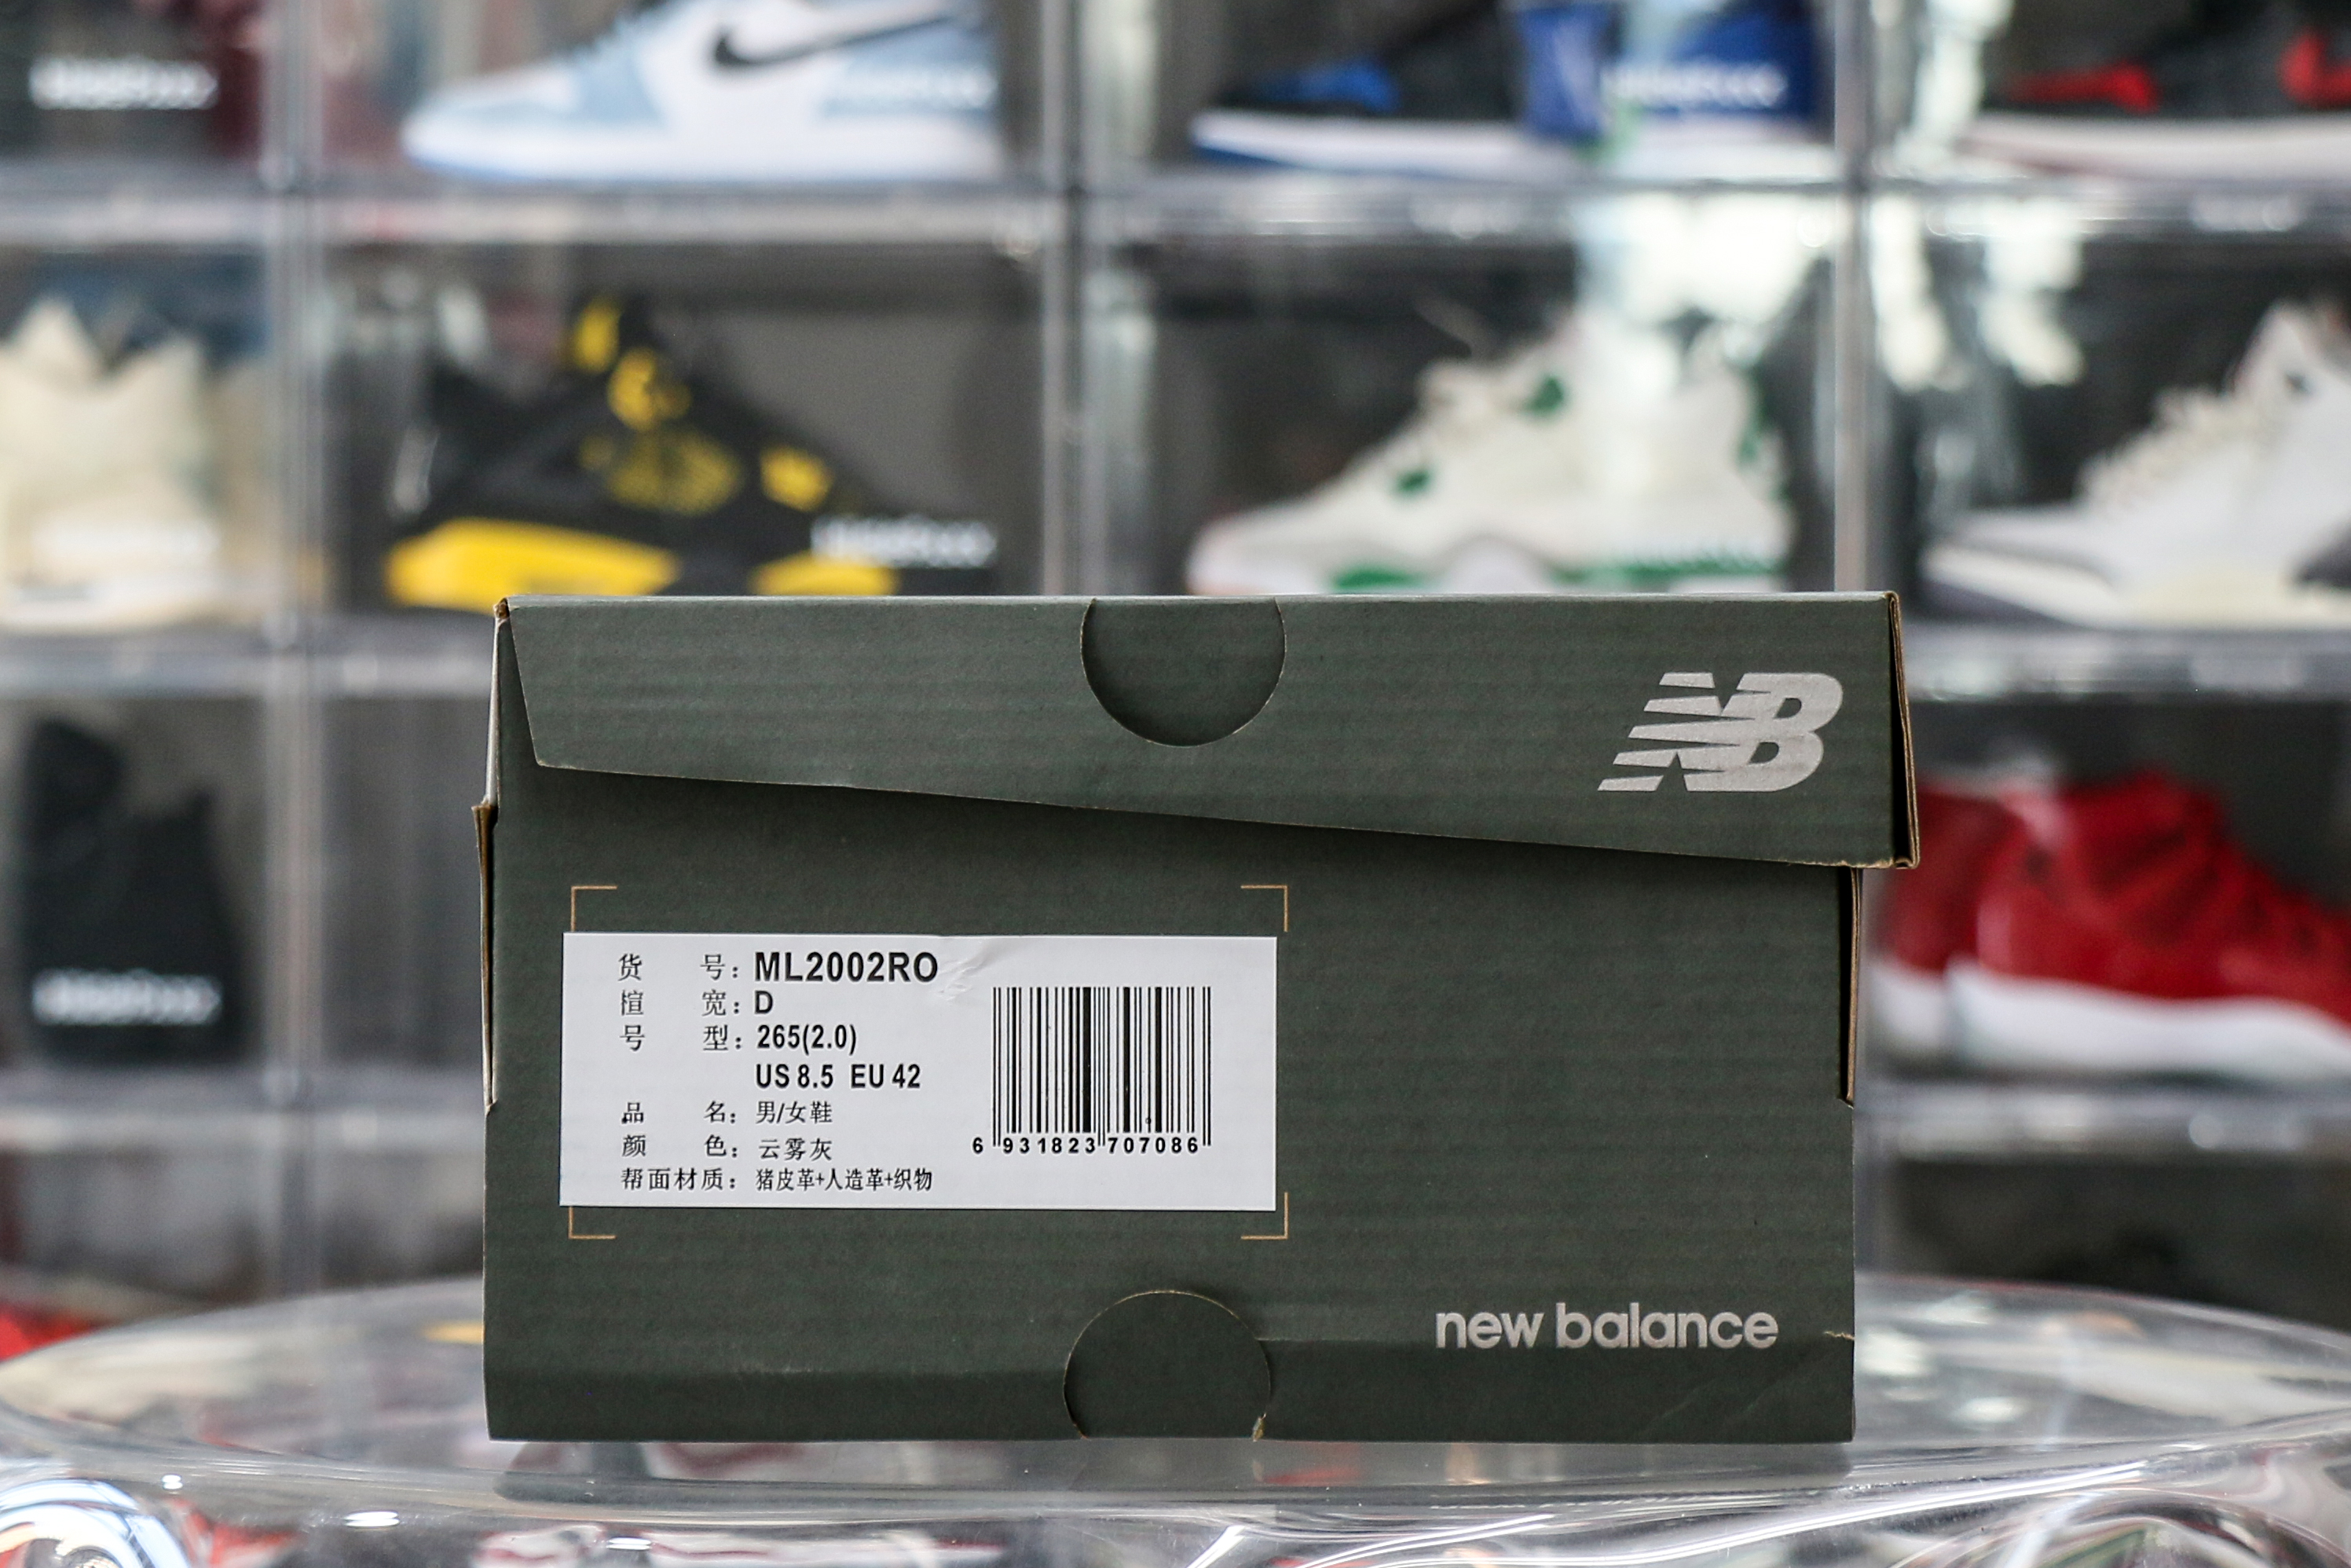 NB
货 号：ML2002RO
楦 宽：D
号 型：265(2.0)
US 8.5 EU 42
品 名：男/女鞋
颜 色：云雾灰
帮面材质：猪皮革+人造革+织物
6 931823 707086
new balance